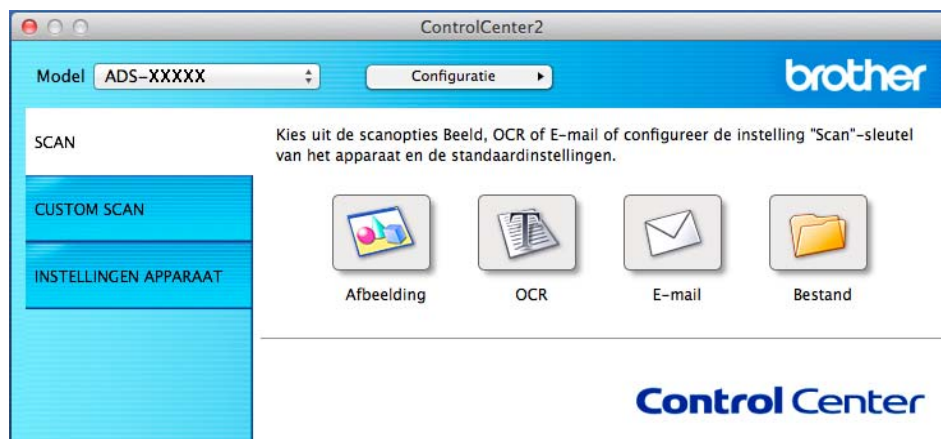 ControlCenter2
Model ADS-XXXXX Configuratie brother
SCAN
Kies uit de scanopties Beeld, OCR of E-mail of configureer de instelling "Scan"-sleutel
van het apparaat en de standaardinstellingen.
CUSTOM SCAN
INSTELLINGEN APPARAAT
Afbeelding OCR E-mail Bestand
Control Center